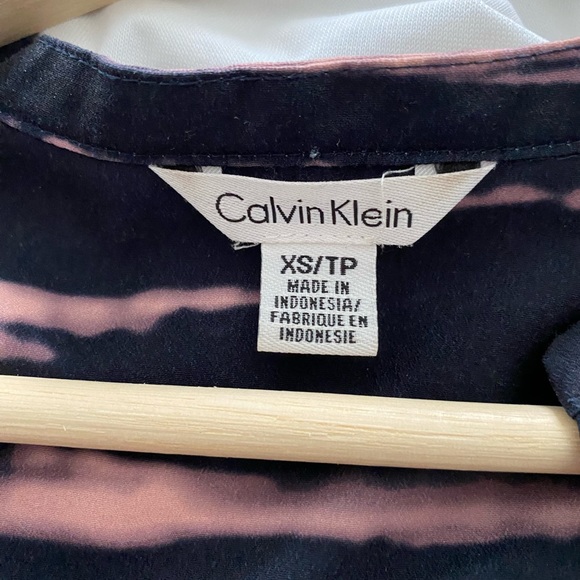 Calvin Klein
XS/TP
MADE IN
INDONESIA/
FABRIQUE EN
INDONESIE